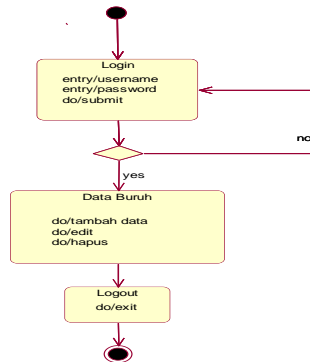 Login
entry/username
entry/password
do/submit
no
yes
Data Buruh
do/tambah data
do/edit
do/hapus
Logout
do/exit